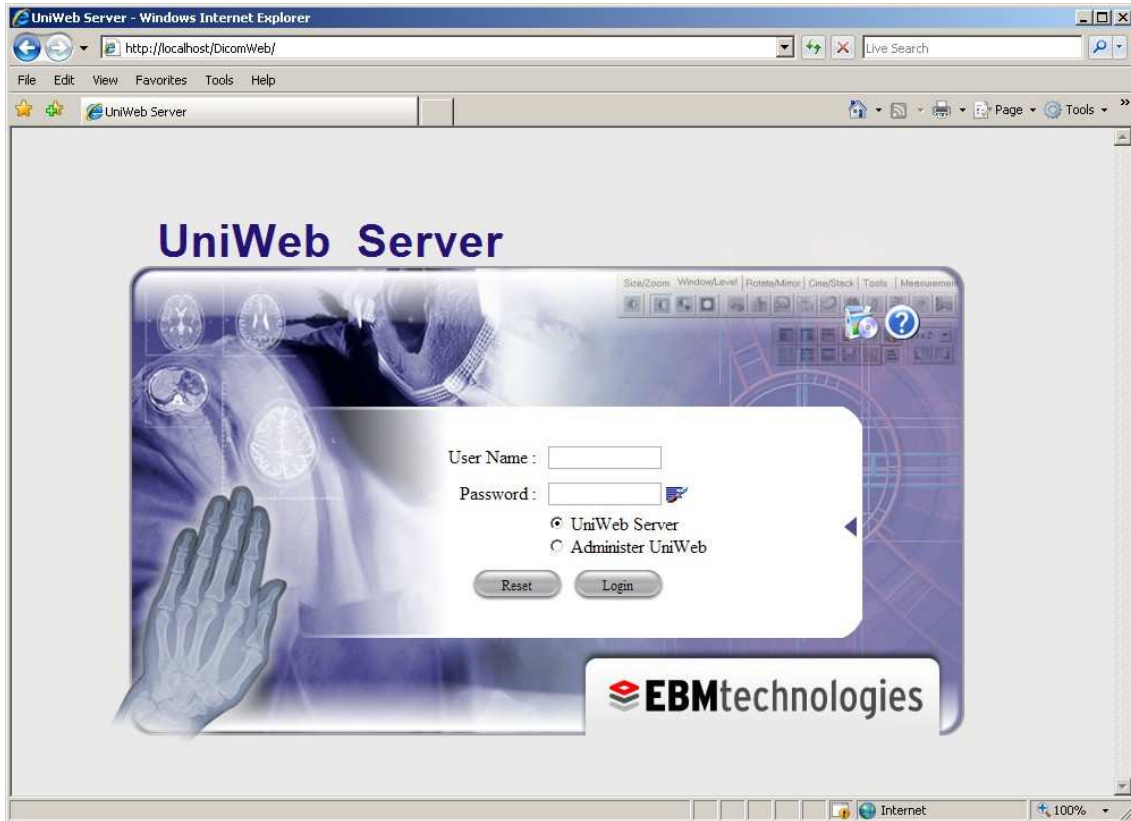 UniWeb Server - Windows Internet Explorer
http://localhost/DicomWeb/
Live Search
File Edit View Favorites Tools Help
UniWeb Server
Page Tools »
UniWeb Server
Size/Zoom Window/Level Rotate/Mirror Cine/Stack Tools Measuremen
User Name :
Password :
UniWeb Server
Administer UniWeb
Reset Login
EBMtechnologies
Internet 100%